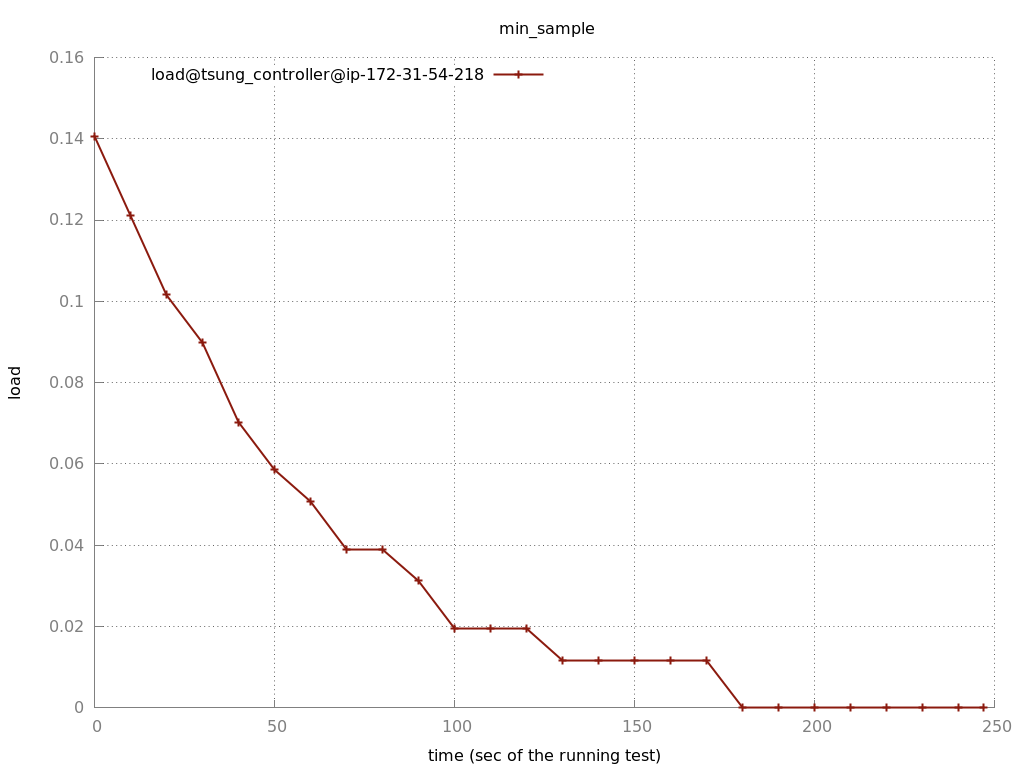 min_sample
0.16
load@tsung_controller@ip-172-31-54-218
0.14
0.12
0.1
0.08
load
0.06
0.04
0.02
0
0 50 100 150 200 250
time (sec of the running test)